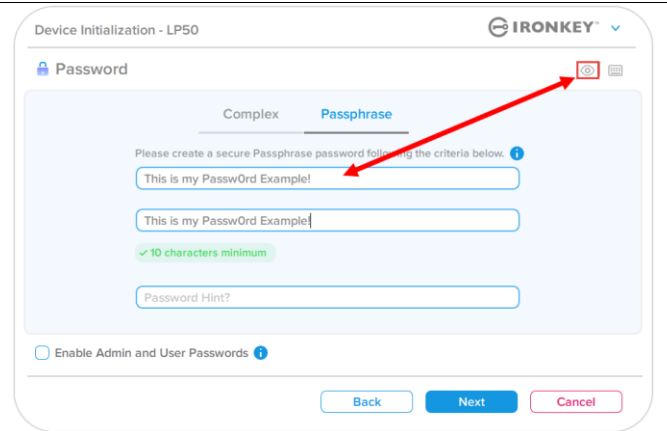 Device Initialization - LP50
IRONKEY™
Password
Complex Passphrase
Please create a secure Passphrase password following the criteria below.
This is my Passw0rd Example!
This is my Passw0rd Example!
✓ 10 characters minimum
Password Hint?
Enable Admin and User Passwords
Back Next Cancel